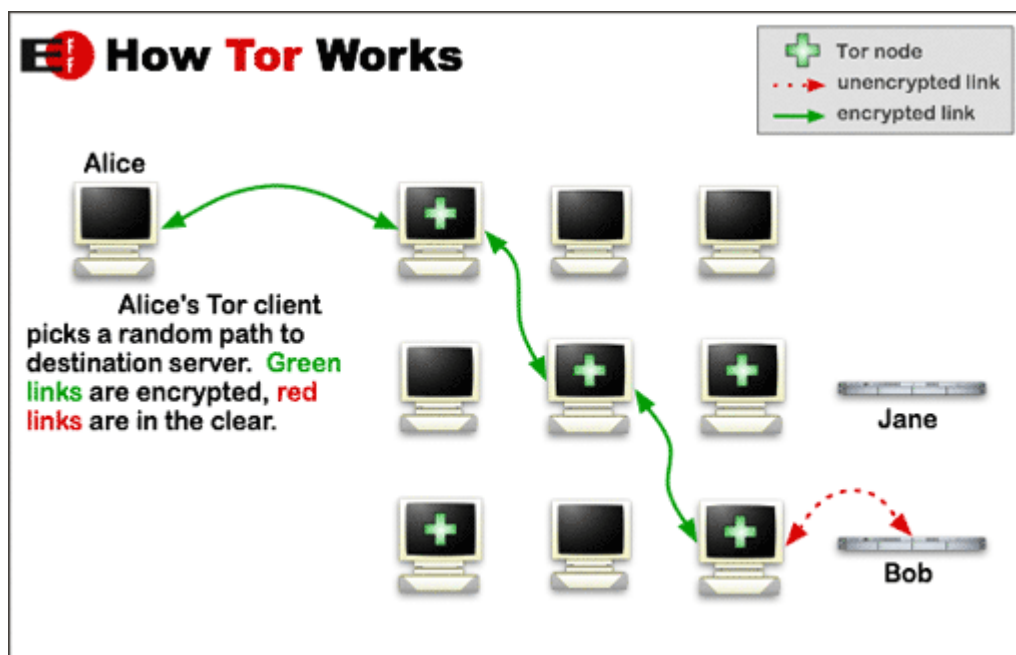 EFF How Tor Works
Tor node
unencrypted link
encrypted link
Alice
Alice's Tor client
picks a random path to
destination server. Green
links are encrypted, red
links are in the clear.
Jane
Bob